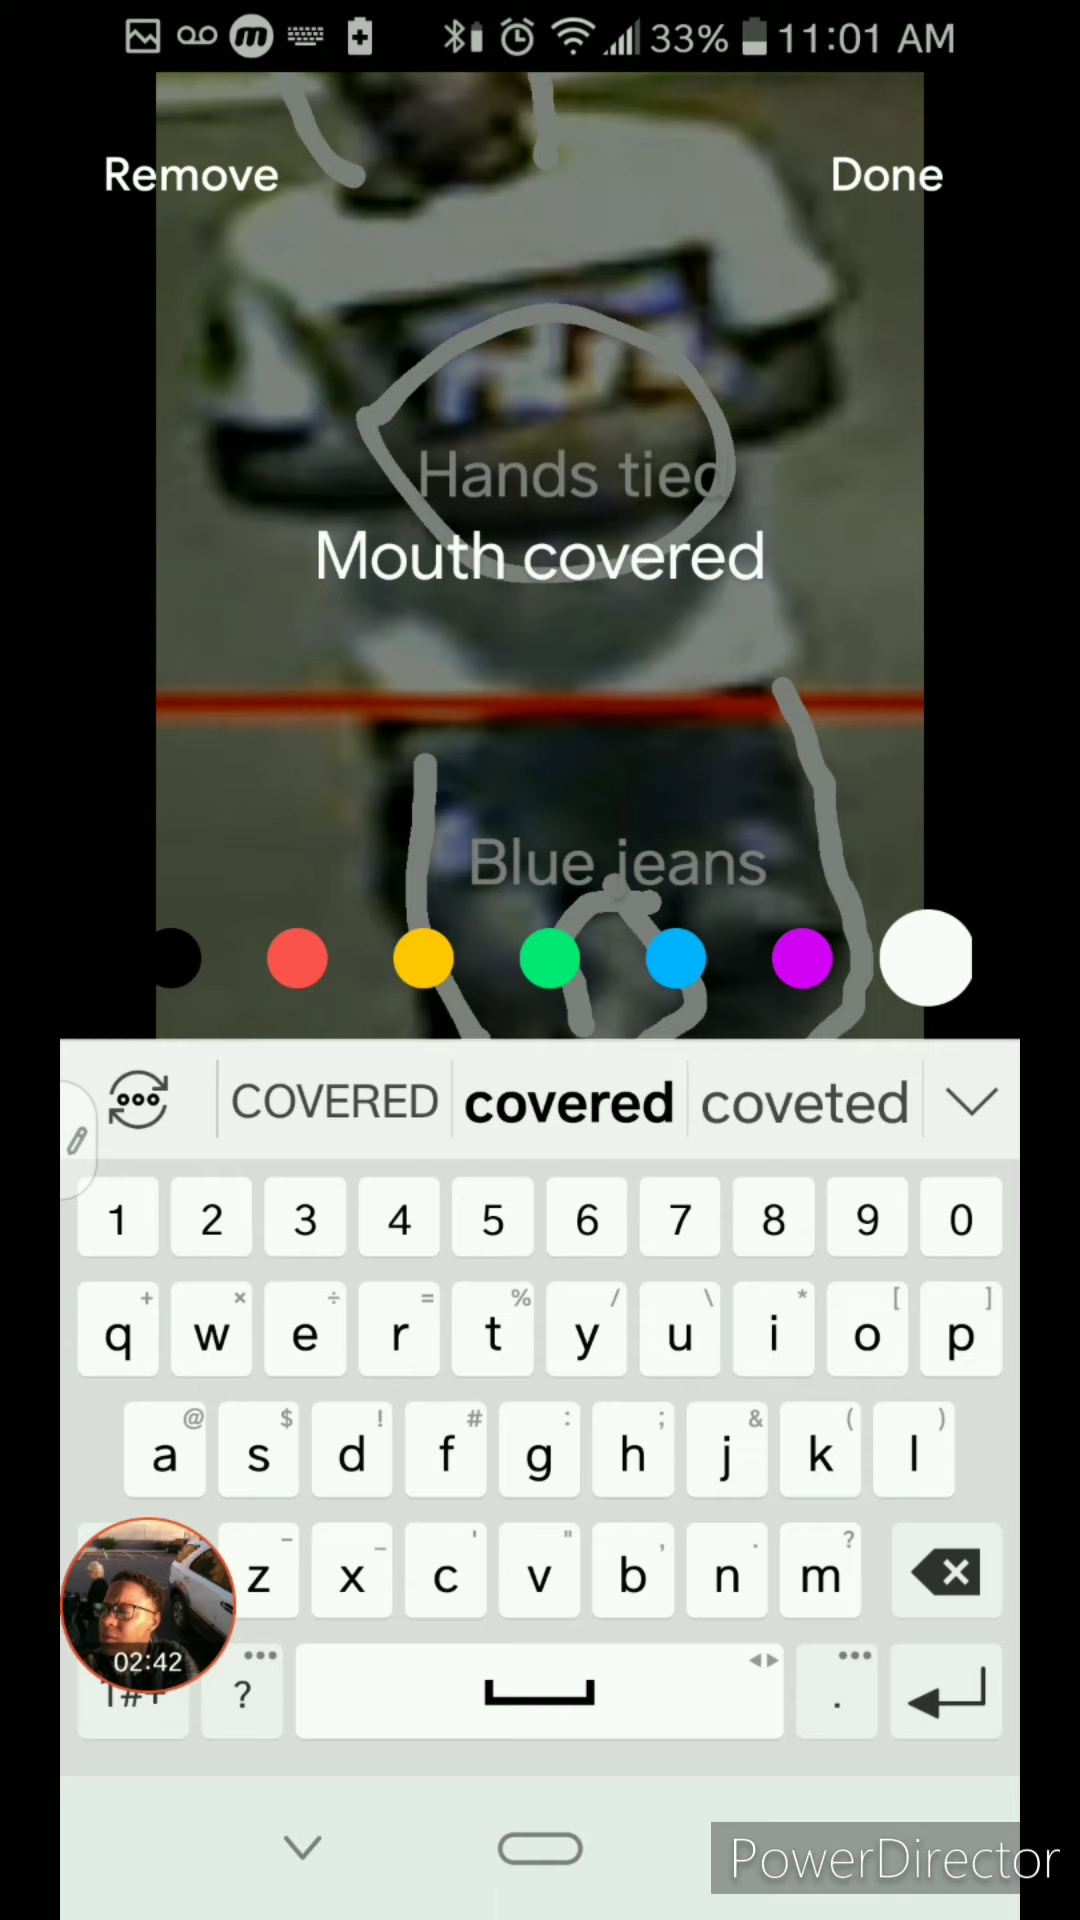 33% 11:01 AM
Remove Done
Hands tied
Mouth covered
Blue jeans
COVERED covered coveted
1 2 3 4 5 6 7 8 9 0
+ × ÷ = % / \ * [ ]
q w e r t y u i o p
@ $ ! # : ; & ( )
a s d f g h j k l
- _ ' " , . ?
z x c v b n m
02:42
1#+ ? .
PowerDirector